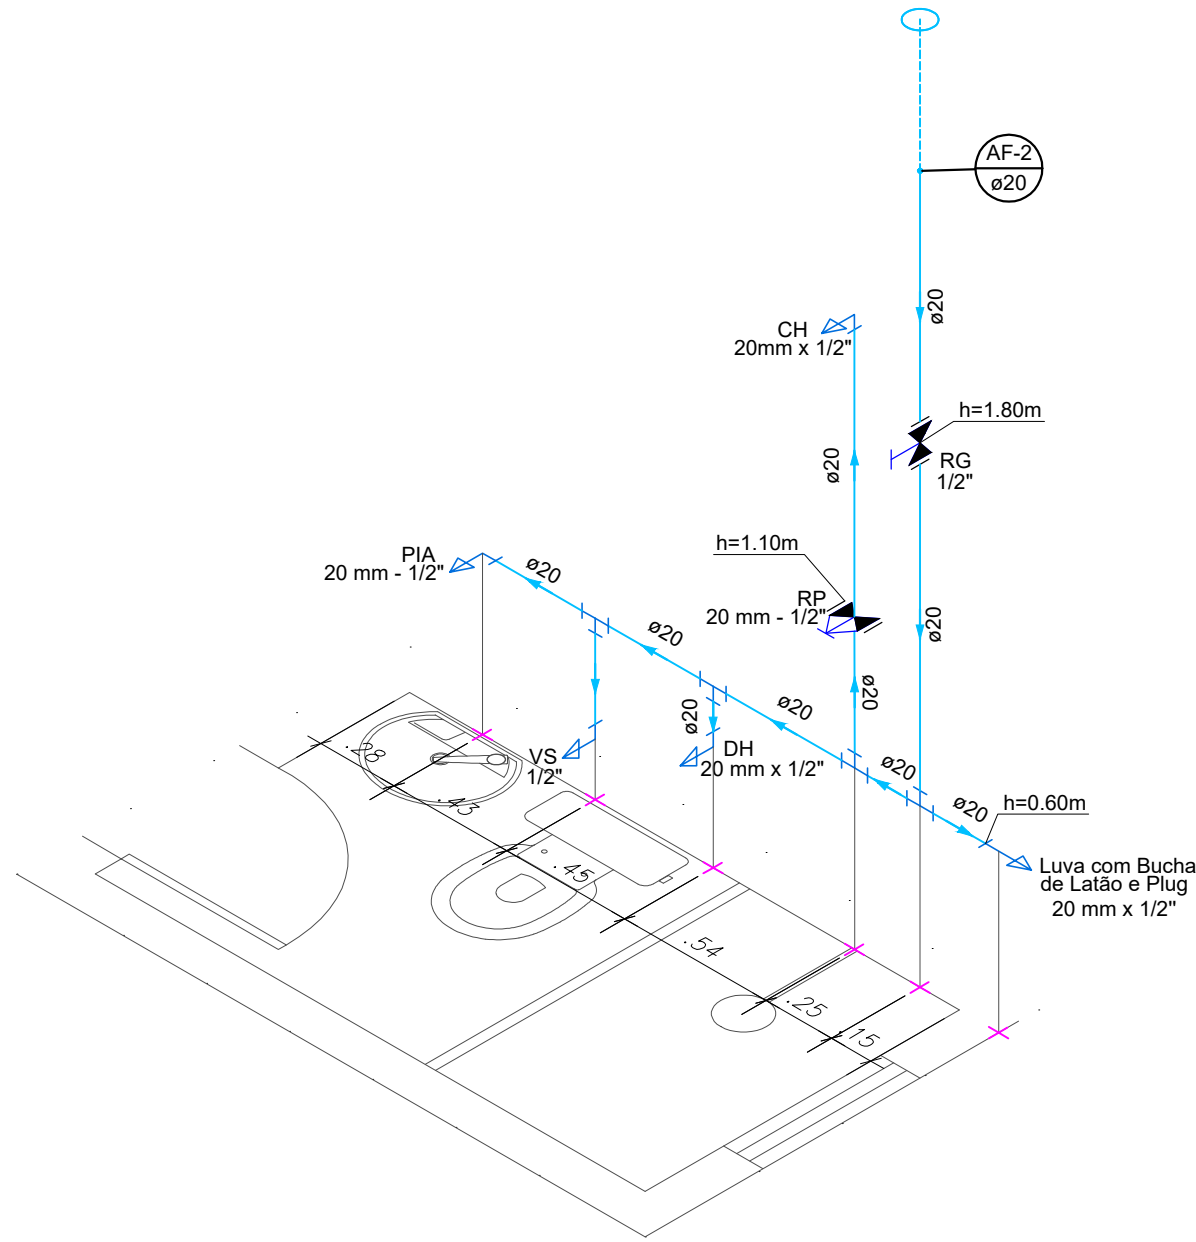 AF-2
ø20
ø20
CH
20mm x 1/2"
h=1.80m
RG
1/2"
ø20
h=1.10m
PIA
20 mm - 1/2"
ø20
RP
20 mm - 1/2"
ø20
ø20
ø20
ø20
ø20
VS
1/2"
DH
20 mm x 1/2"
ø20
ø20
h=0.60m
Luva com Bucha
de Latão e Plug
20 mm x 1/2"
.28
.43
.45
.54
.25
.15